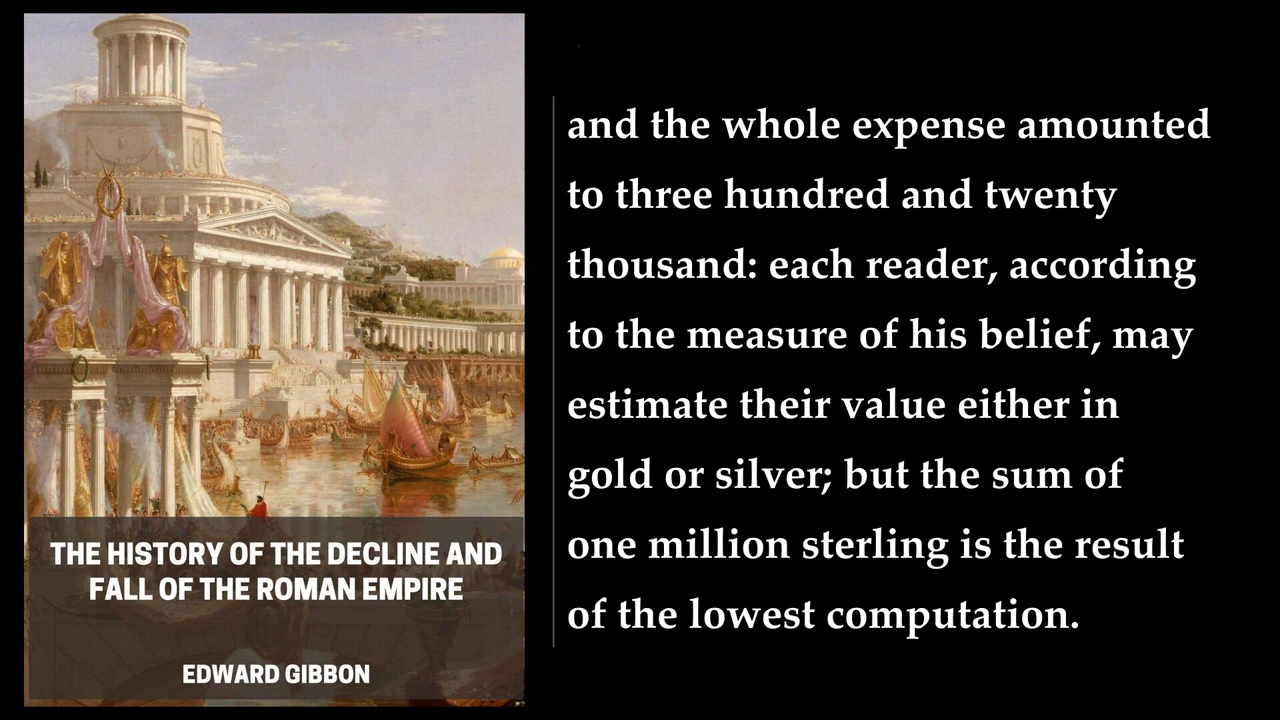 THE HISTORY OF THE DECLINE AND
FALL OF THE ROMAN EMPIRE
EDWARD GIBBON
and the whole expense amounted
to three hundred and twenty
thousand: each reader, according
to the measure of his belief, may
estimate their value either in
gold or silver; but the sum of
one million sterling is the result
of the lowest computation.